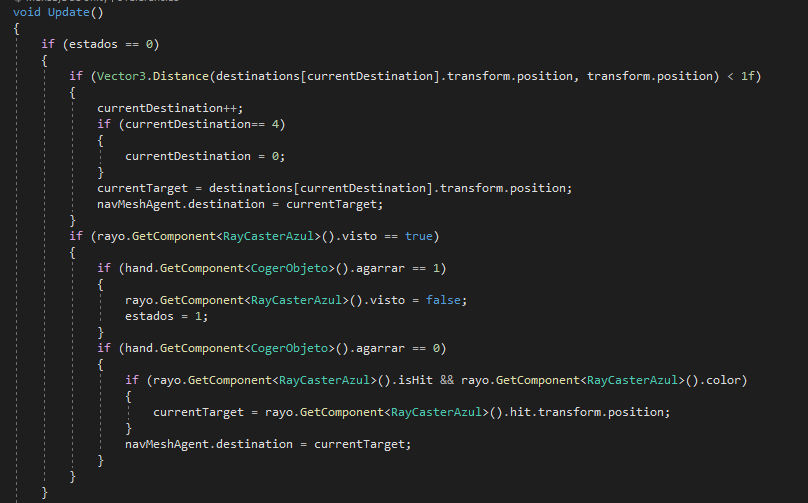 void Update()
{
if (estados == 0)
{
if (Vector3.Distance(destinations[currentDestination].transform.position, transform.position) < 1f)
{
currentDestination++;
if (currentDestination== 4)
{
currentDestination = 0;
}
currentTarget = destinations[currentDestination].transform.position;
navMeshAgent.destination = currentTarget;
}
if (rayo.GetComponent<RayCasterAzul>().visto == true)
{
if (hand.GetComponent<CogerObjeto>().agarrar == 1)
{
rayo.GetComponent<RayCasterAzul>().visto = false;
estados = 1;
}
if (hand.GetComponent<CogerObjeto>().agarrar == 0)
{
if (rayo.GetComponent<RayCasterAzul>().isHit && rayo.GetComponent<RayCasterAzul>().color)
{
currentTarget = rayo.GetComponent<RayCasterAzul>().hit.transform.position;
}
navMeshAgent.destination = currentTarget;
}
}
}